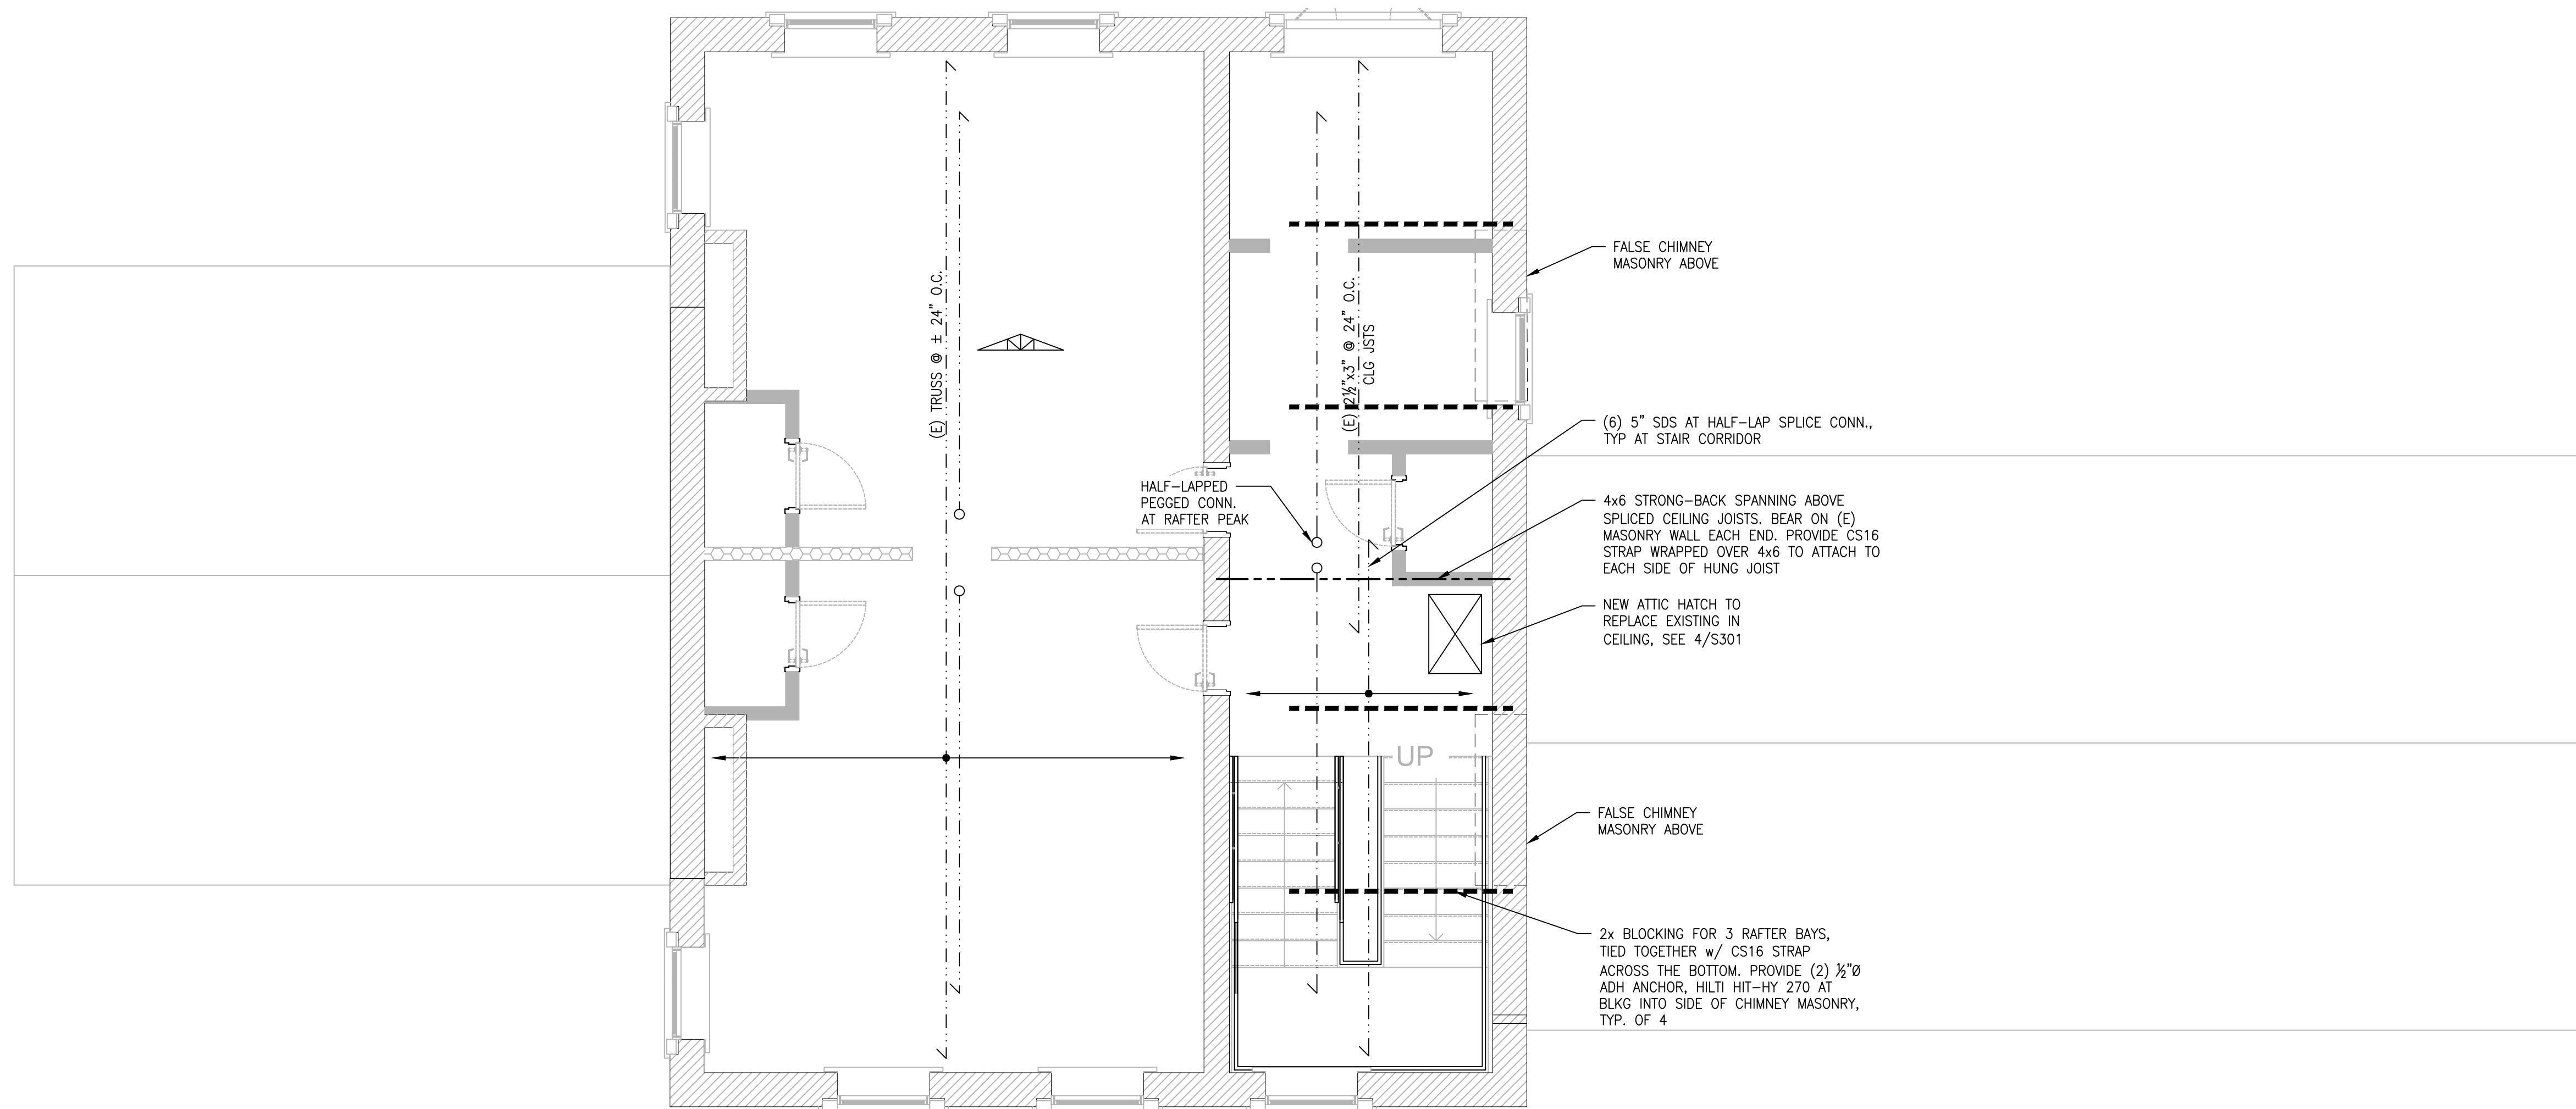 FALSE CHIMNEY
MASONRY ABOVE
(E) TRUSS @ ± 24" O.C.
(E) 2½"x3" @ 24" O.C.
CLG JSTS
(6) 5" SDS AT HALF-LAP SPLICE CONN.,
TYP AT STAIR CORRIDOR
HALF-LAPPED
PEGGED CONN.
AT RAFTER PEAK
4x6 STRONG-BACK SPANNING ABOVE
SPLICED CEILING JOISTS. BEAR ON (E)
MASONRY WALL EACH END. PROVIDE CS16
STRAP WRAPPED OVER 4x6 TO ATTACH TO
EACH SIDE OF HUNG JOIST
NEW ATTIC HATCH TO
REPLACE EXISTING IN
CEILING, SEE 4/S301
UP
FALSE CHIMNEY
MASONRY ABOVE
2x BLOCKING FOR 3 RAFTER BAYS,
TIED TOGETHER w/ CS16 STRAP
ACROSS THE BOTTOM. PROVIDE (2) ½"Ø
ADH ANCHOR, HILTI HIT-HY 270 AT
BLKG INTO SIDE OF CHIMNEY MASONRY,
TYP. OF 4